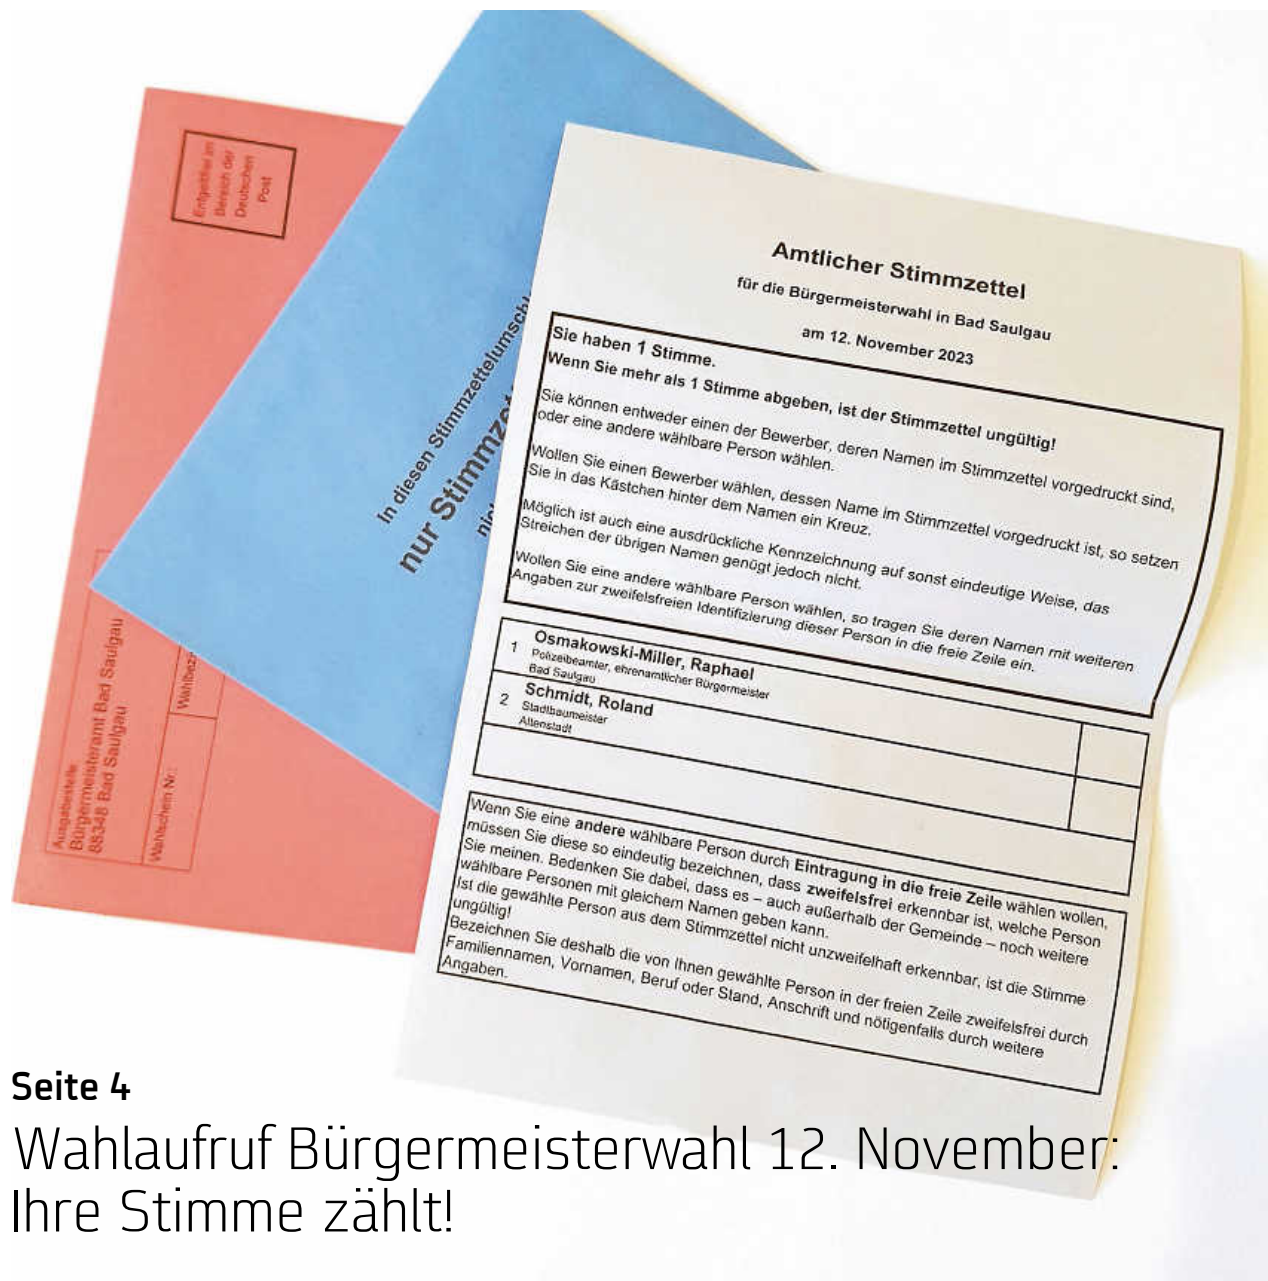 Entgeltfrei im
Bereich der
Deutschen
Post
Ausgabestelle:
Bürgermeisteramt Bad Saulgau
88348 Bad Saulgau
Wahlschein Nr.:
In diesen
nur
Amtlicher Stimmzettel
für die Bürgermeisterwahl in Bad Saulgau
am 12. November 2023
Sie haben 1 Stimme.
Wenn Sie mehr als 1 Stimme abgeben, ist der Stimmzettel ungültig!
Sie können entweder einen der Bewerber, deren Namen im Stimmzettel vorgedruckt sind,
oder eine andere wählbare Person wählen.
Wollen Sie einen Bewerber wählen, dessen Name im Stimmzettel vorgedruckt ist, so setzen
Sie in das Kästchen hinter dem Namen ein Kreuz.
Möglich ist auch eine ausdrückliche Kennzeichnung auf sonst eindeutige Weise, das
Streichen der übrigen Namen genügt jedoch nicht.
Wollen Sie eine andere wählbare Person wählen, so tragen Sie deren Namen mit weiteren
Angaben zur zweifelsfreien Identifizierung dieser Person in die freie Zeile ein.
1 Osmakowski-Miller, Raphael
Polizeibeamter, ehrenamtlicher Bürgermeister
Bad Saulgau
2 Schmidt, Roland
Stadtbaumeister
Altenstadt
Wenn Sie eine andere wählbare Person durch Eintragung in die freie Zeile wählen wollen,
müssen Sie diese so eindeutig bezeichnen, dass zweifelsfrei erkennbar ist, welche Person
Sie meinen. Bedenken Sie dabei, dass es – auch außerhalb der Gemeinde – noch weitere
wählbare Personen mit gleichem Namen geben kann.
Ist die gewählte Person aus dem Stimmzettel nicht unzweifelhaft erkennbar, ist die Stimme
ungültig!
Bezeichnen Sie deshalb die von Ihnen gewählte Person in der freien Zeile zweifelsfrei durch
Familiennamen, Vornamen, Beruf oder Stand, Anschrift und nötigenfalls durch weitere
Angaben.
Seite 4
Wahlaufruf Bürgermeisterwahl 12. November:
Ihre Stimme zählt!